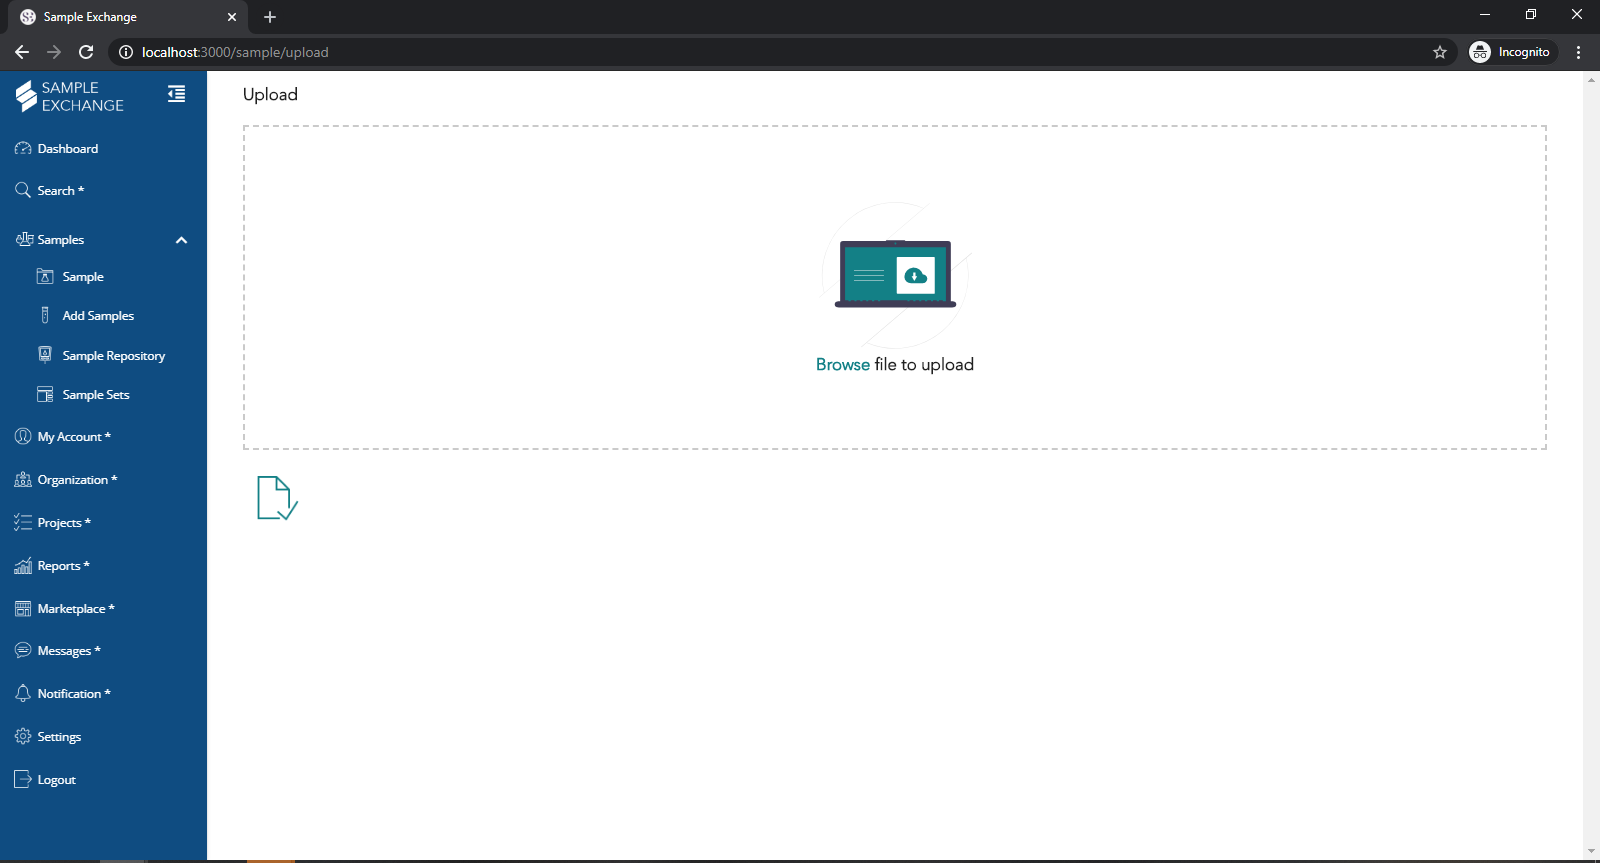 Sample Exchange
localhost:3000/sample/upload
Incognito
SAMPLE
EXCHANGE
Dashboard
Search *
Samples
Sample
Add Samples
Sample Repository
Sample Sets
My Account *
Organization *
Projects *
Reports *
Marketplace *
Messages *
Notification *
Settings
Logout
Upload
Browse file to upload